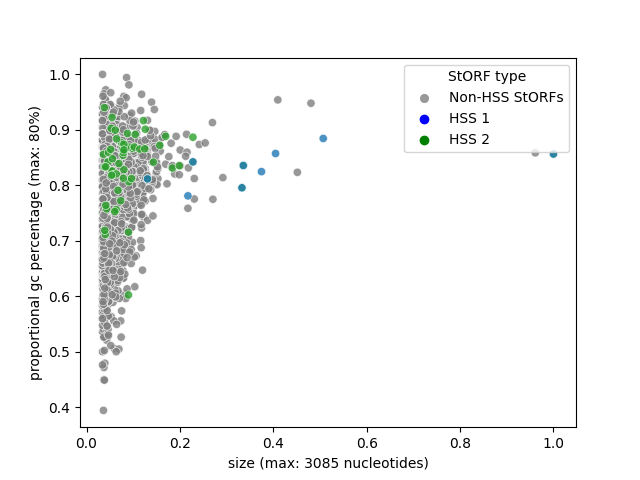 StORF type
Non-HSS StORFs
HSS 1
HSS 2
1.0
0.9
0.8
0.7
0.6
0.5
0.4
proportional gc percentage (max: 80%)
0.0
0.2
0.4
0.6
0.8
1.0
size (max: 3085 nucleotides)